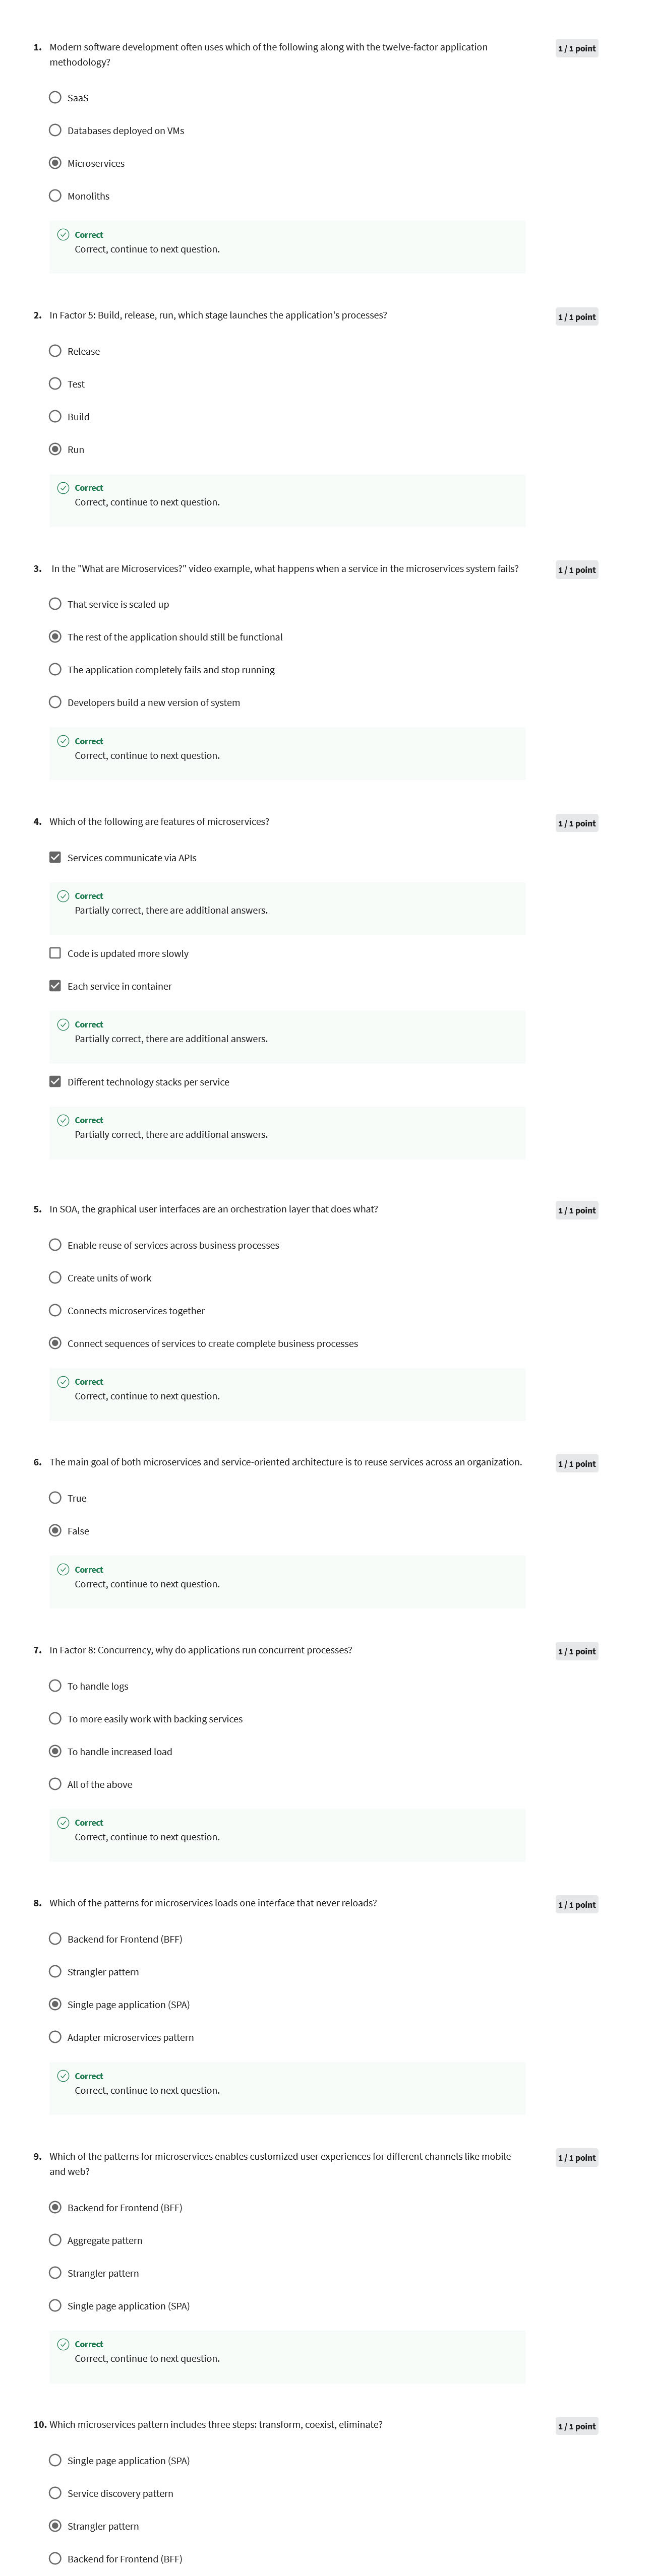 1. Modern software development often uses which of the following along with the twelve-factor application
methodology?
1 / 1 point
SaaS
Databases deployed on VMs
Microservices
Monoliths
Correct
Correct, continue to next question.
2. In Factor 5: Build, release, run, which stage launches the application's processes?
1 / 1 point
Release
Test
Build
Run
Correct
Correct, continue to next question.
3. In the "What are Microservices?" video example, what happens when a service in the microservices system fails?
1 / 1 point
That service is scaled up
The rest of the application should still be functional
The application completely fails and stop running
Developers build a new version of system
Correct
Correct, continue to next question.
4. Which of the following are features of microservices?
1 / 1 point
Services communicate via APIs
Correct
Partially correct, there are additional answers.
Code is updated more slowly
Each service in container
Correct
Partially correct, there are additional answers.
Different technology stacks per service
Correct
Partially correct, there are additional answers.
5. In SOA, the graphical user interfaces are an orchestration layer that does what?
1 / 1 point
Enable reuse of services across business processes
Create units of work
Connects microservices together
Connect sequences of services to create complete business processes
Correct
Correct, continue to next question.
6. The main goal of both microservices and service-oriented architecture is to reuse services across an organization.
1 / 1 point
True
False
Correct
Correct, continue to next question.
7. In Factor 8: Concurrency, why do applications run concurrent processes?
1 / 1 point
To handle logs
To more easily work with backing services
To handle increased load
All of the above
Correct
Correct, continue to next question.
8. Which of the patterns for microservices loads one interface that never reloads?
1 / 1 point
Backend for Frontend (BFF)
Strangler pattern
Single page application (SPA)
Adapter microservices pattern
Correct
Correct, continue to next question.
9. Which of the patterns for microservices enables customized user experiences for different channels like mobile
and web?
1 / 1 point
Backend for Frontend (BFF)
Aggregate pattern
Strangler pattern
Single page application (SPA)
Correct
Correct, continue to next question.
10. Which microservices pattern includes three steps: transform, coexist, eliminate?
1 / 1 point
Single page application (SPA)
Service discovery pattern
Strangler pattern
Backend for Frontend (BFF)